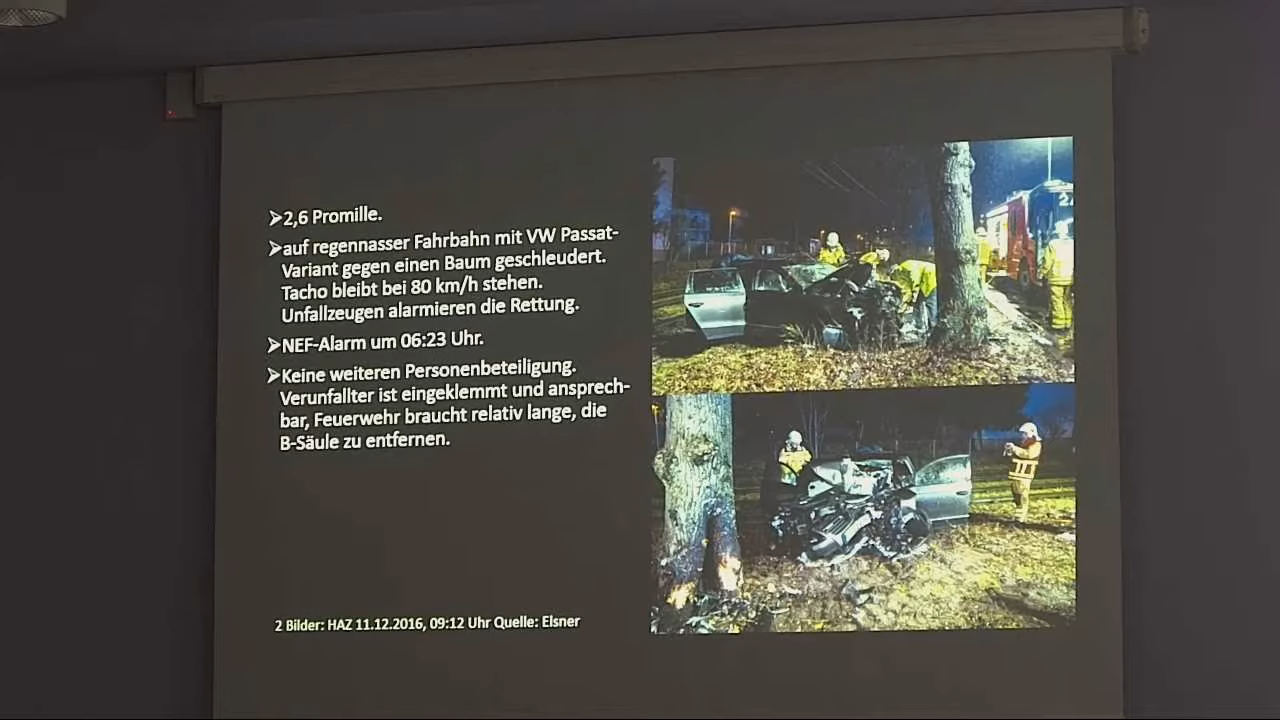 ➢2,6 Promille.
➢auf regennasser Fahrbahn mit VW Passat-
Variant gegen einen Baum geschleudert.
Tacho bleibt bei 80 km/h stehen.
Unfallzeugen alarmieren die Rettung.
➢NEF-Alarm um 06:23 Uhr.
➢Keine weiteren Personenbeteiligung.
Verunfallter ist eingeklemmt und ansprech-
bar, Feuerwehr braucht relativ lange, die
B-Säule zu entfernen.
2 Bilder: HAZ 11.12.2016, 09:12 Uhr Quelle: Elsner